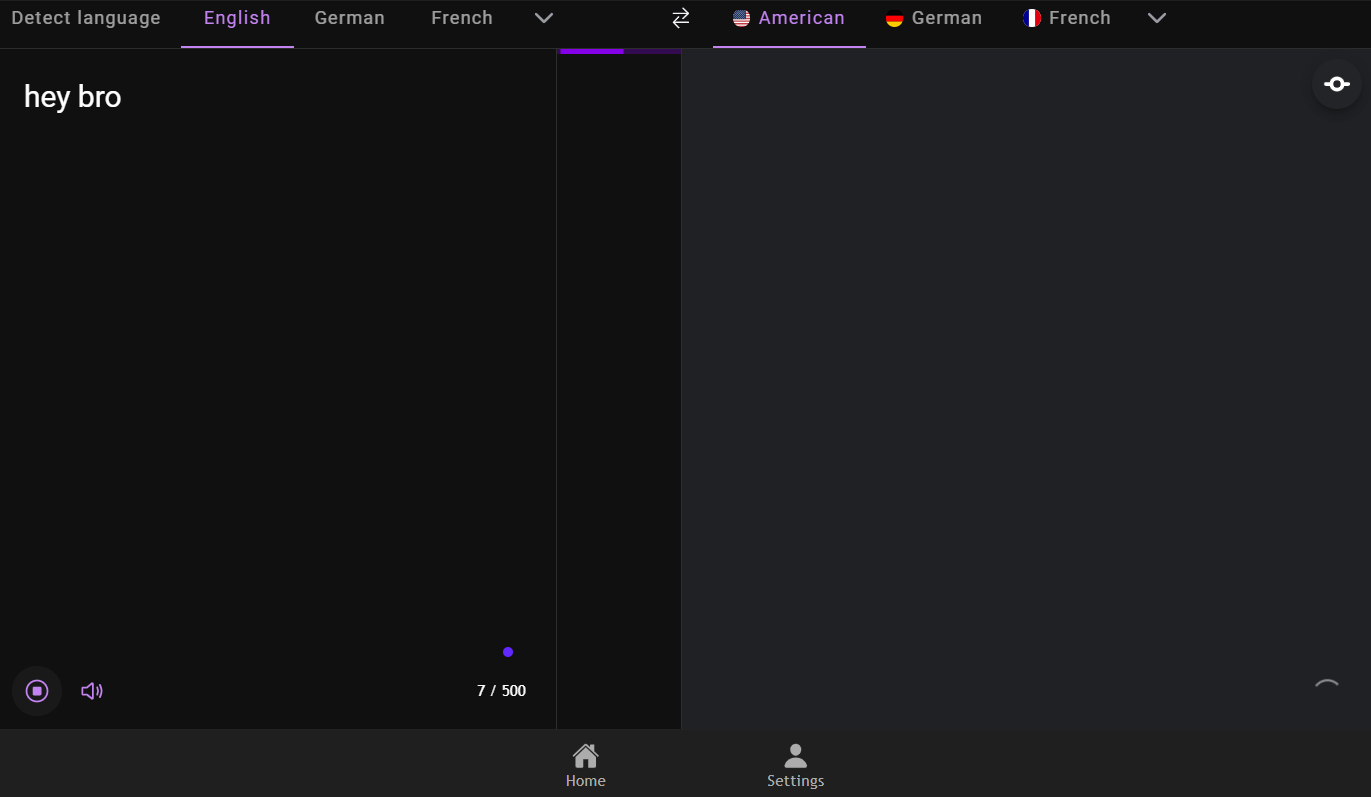 Detect language English German French American German French
hey bro
7 / 500
Home Settings